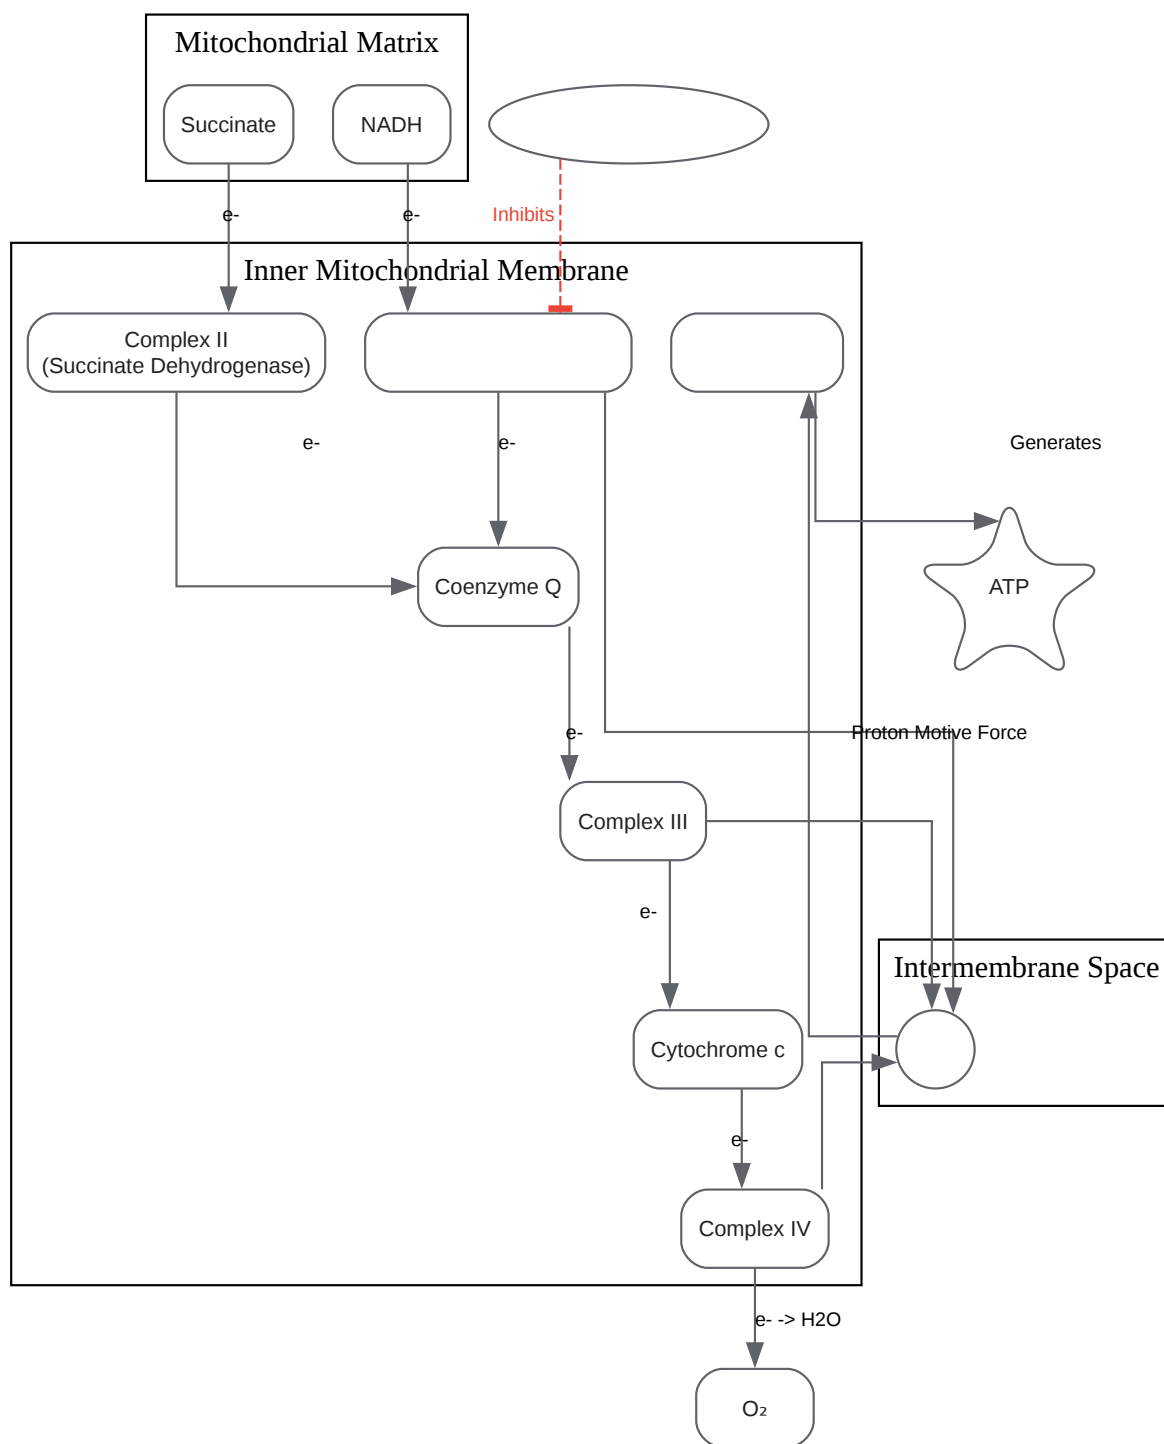 Mitochondrial Matrix
Succinate
NADH
e-
e-
Inhibits
Inner Mitochondrial Membrane
Complex II
(Succinate Dehydrogenase)
e-
e-
Generates
Coenzyme Q
ATP
e-
Proton Motive Force
Complex III
e-
Intermembrane Space
Cytochrome c
e-
Complex IV
e- -> H2O
O₂